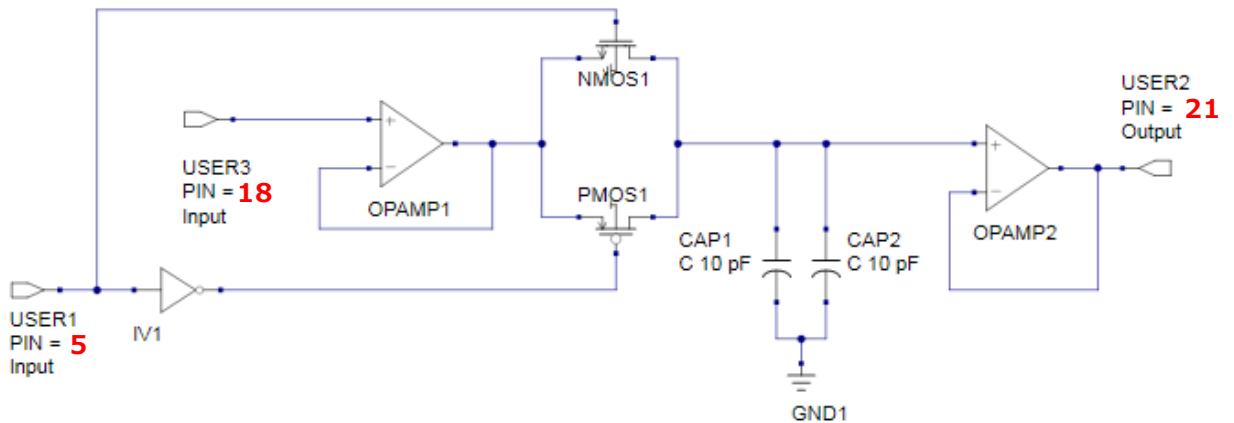 NMOS1
USER2
PIN = 21
Output
+
+
USER3
PIN = 18
Input
−
OPAMP1
PMOS1
−
OPAMP2
CAP1
C 10 pF
CAP2
C 10 pF
USER1
PIN = 5
Input
IV1
GND1